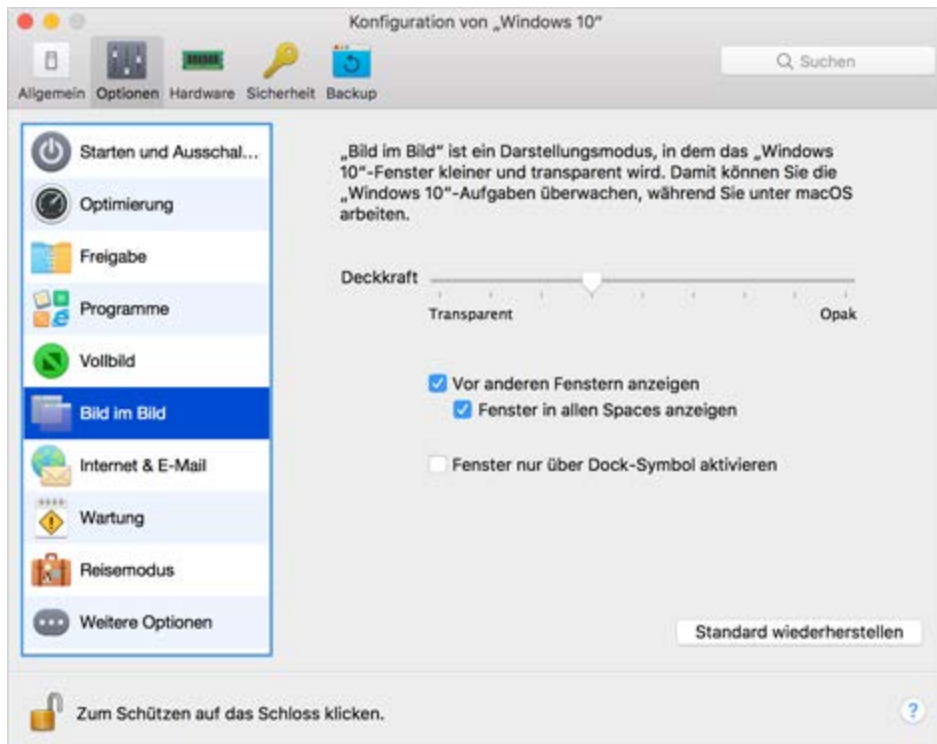 Konfiguration von „Windows 10“
Suchen
Allgemein Optionen Hardware Sicherheit Backup
Starten und Ausschal...
Optimierung
Freigabe
Programme
Vollbild
Bild im Bild
Internet & E-Mail
Wartung
Reisemodus
Weitere Optionen
„Bild im Bild“ ist ein Darstellungsmodus, in dem das „Windows
10“-Fenster kleiner und transparent wird. Damit können Sie die
„Windows 10“-Aufgaben überwachen, während Sie unter macOS
arbeiten.
Deckkraft
Transparent Opak
Vor anderen Fenstern anzeigen
Fenster in allen Spaces anzeigen
Fenster nur über Dock-Symbol aktivieren
Standard wiederherstellen
Zum Schützen auf das Schloss klicken.
?